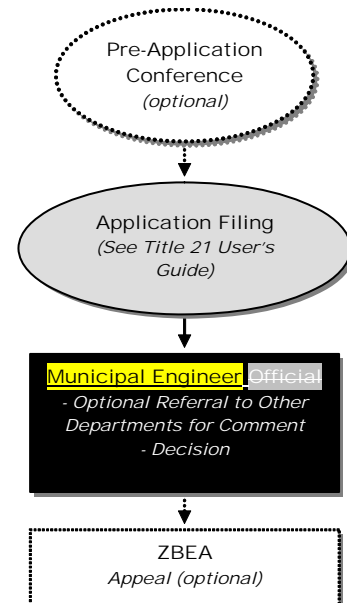 Pre-Application
Conference
(optional)
Application Filing
(See Title 21 User's
Guide)
Municipal Engineer Official
- Optional Referral to Other
Departments for Comment
- Decision
ZBEA
Appeal (optional)